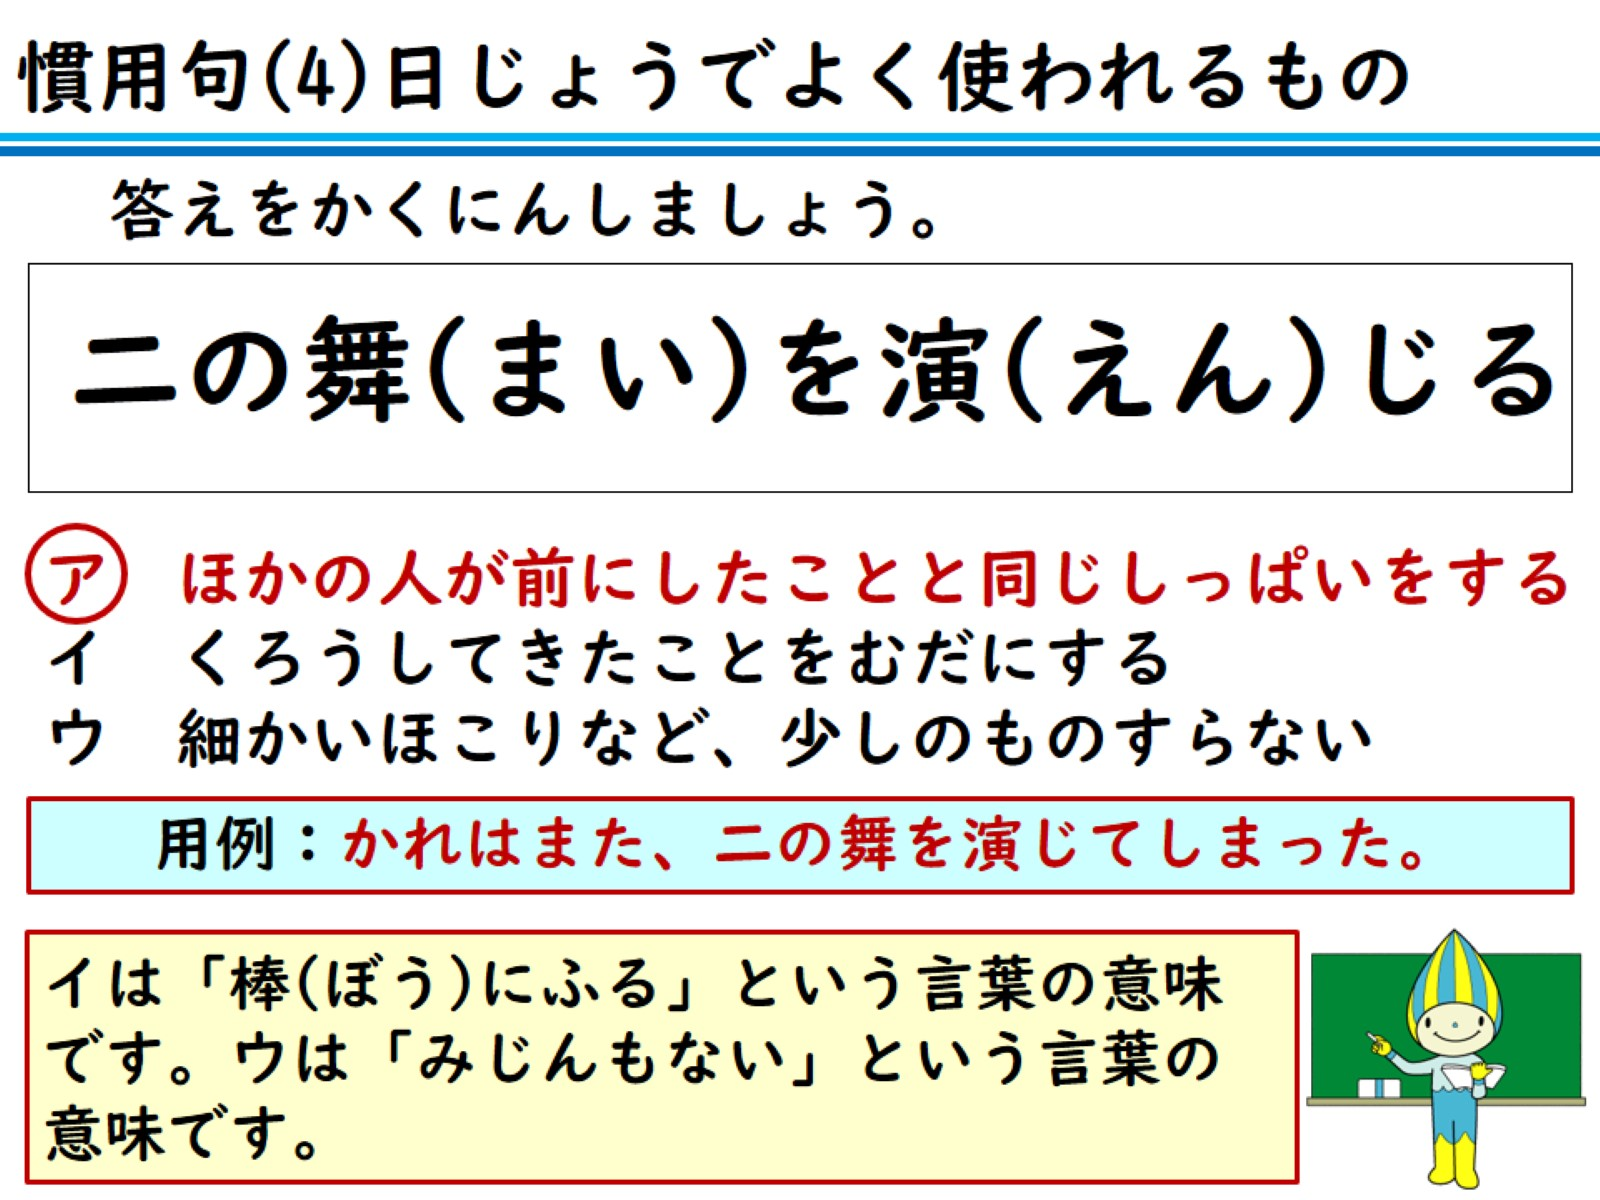 慣用句(4)日じょうでよく使われるもの
答えをかくにんしましょう。
二の舞(まい)を演(えん)じる
ア　ほかの人が前にしたことと同じしっぱいをする
イ　くろうしてきたことをむだにする
ウ　細かいほこりなど、少しのものすらない
用例：かれはまた、二の舞を演じてしまった。
イは「棒(ぼう)にふる」という言葉の意味
です。ウは「みじんもない」という言葉の
意味です。